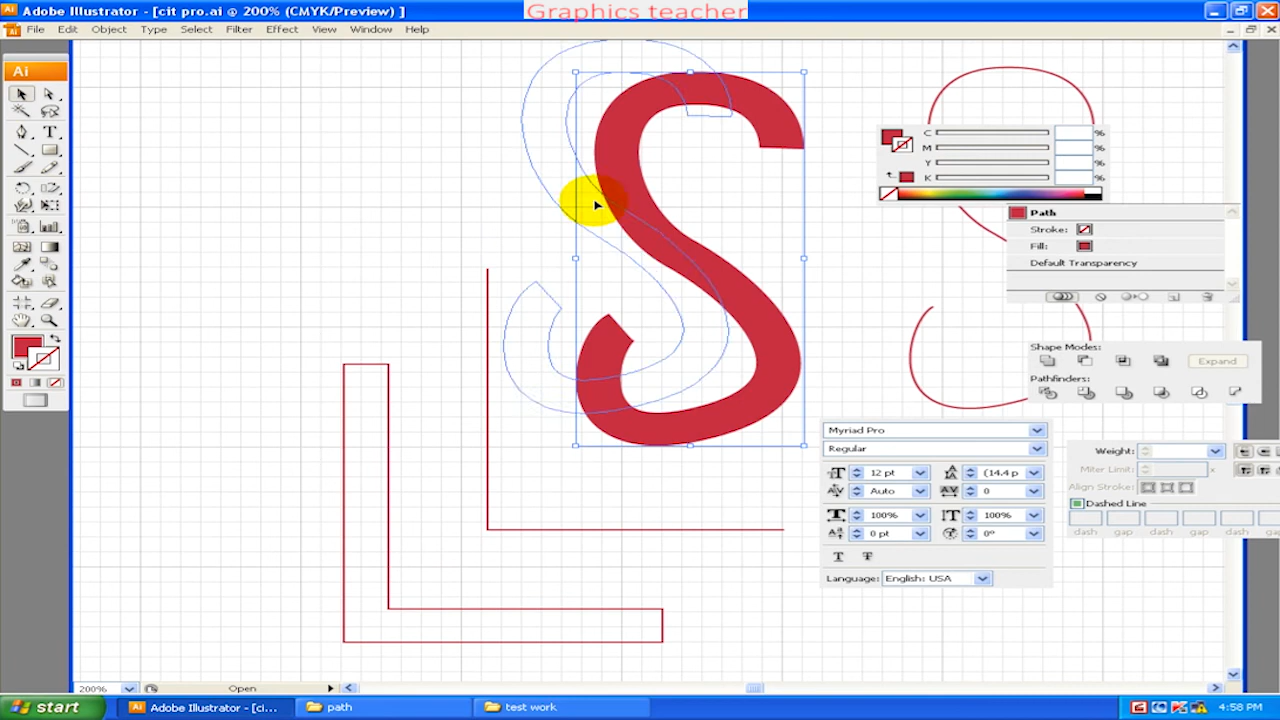 Adobe Illustrator - [cit pro.ai @ 200% (CMYK/Preview) ]
Graphics teacher
File Edit Object Type Select Filter Effect View Window Help
Ai
S
C %
M %
Y %
K %
Path
Stroke:
Fill:
Default Transparency
Shape Modes:
Expand
Pathfinders:
Myriad Pro
Regular
12 pt (14.4 p
Auto 0
100% 100%
0 pt 0°
Language: English: USA
Weight:
Miter Limit: x
Align Stroke:
Dashed Line
dash gap dash gap dash gap
200% Open
start Adobe Illustrator - [ci... path test work 4:58 PM